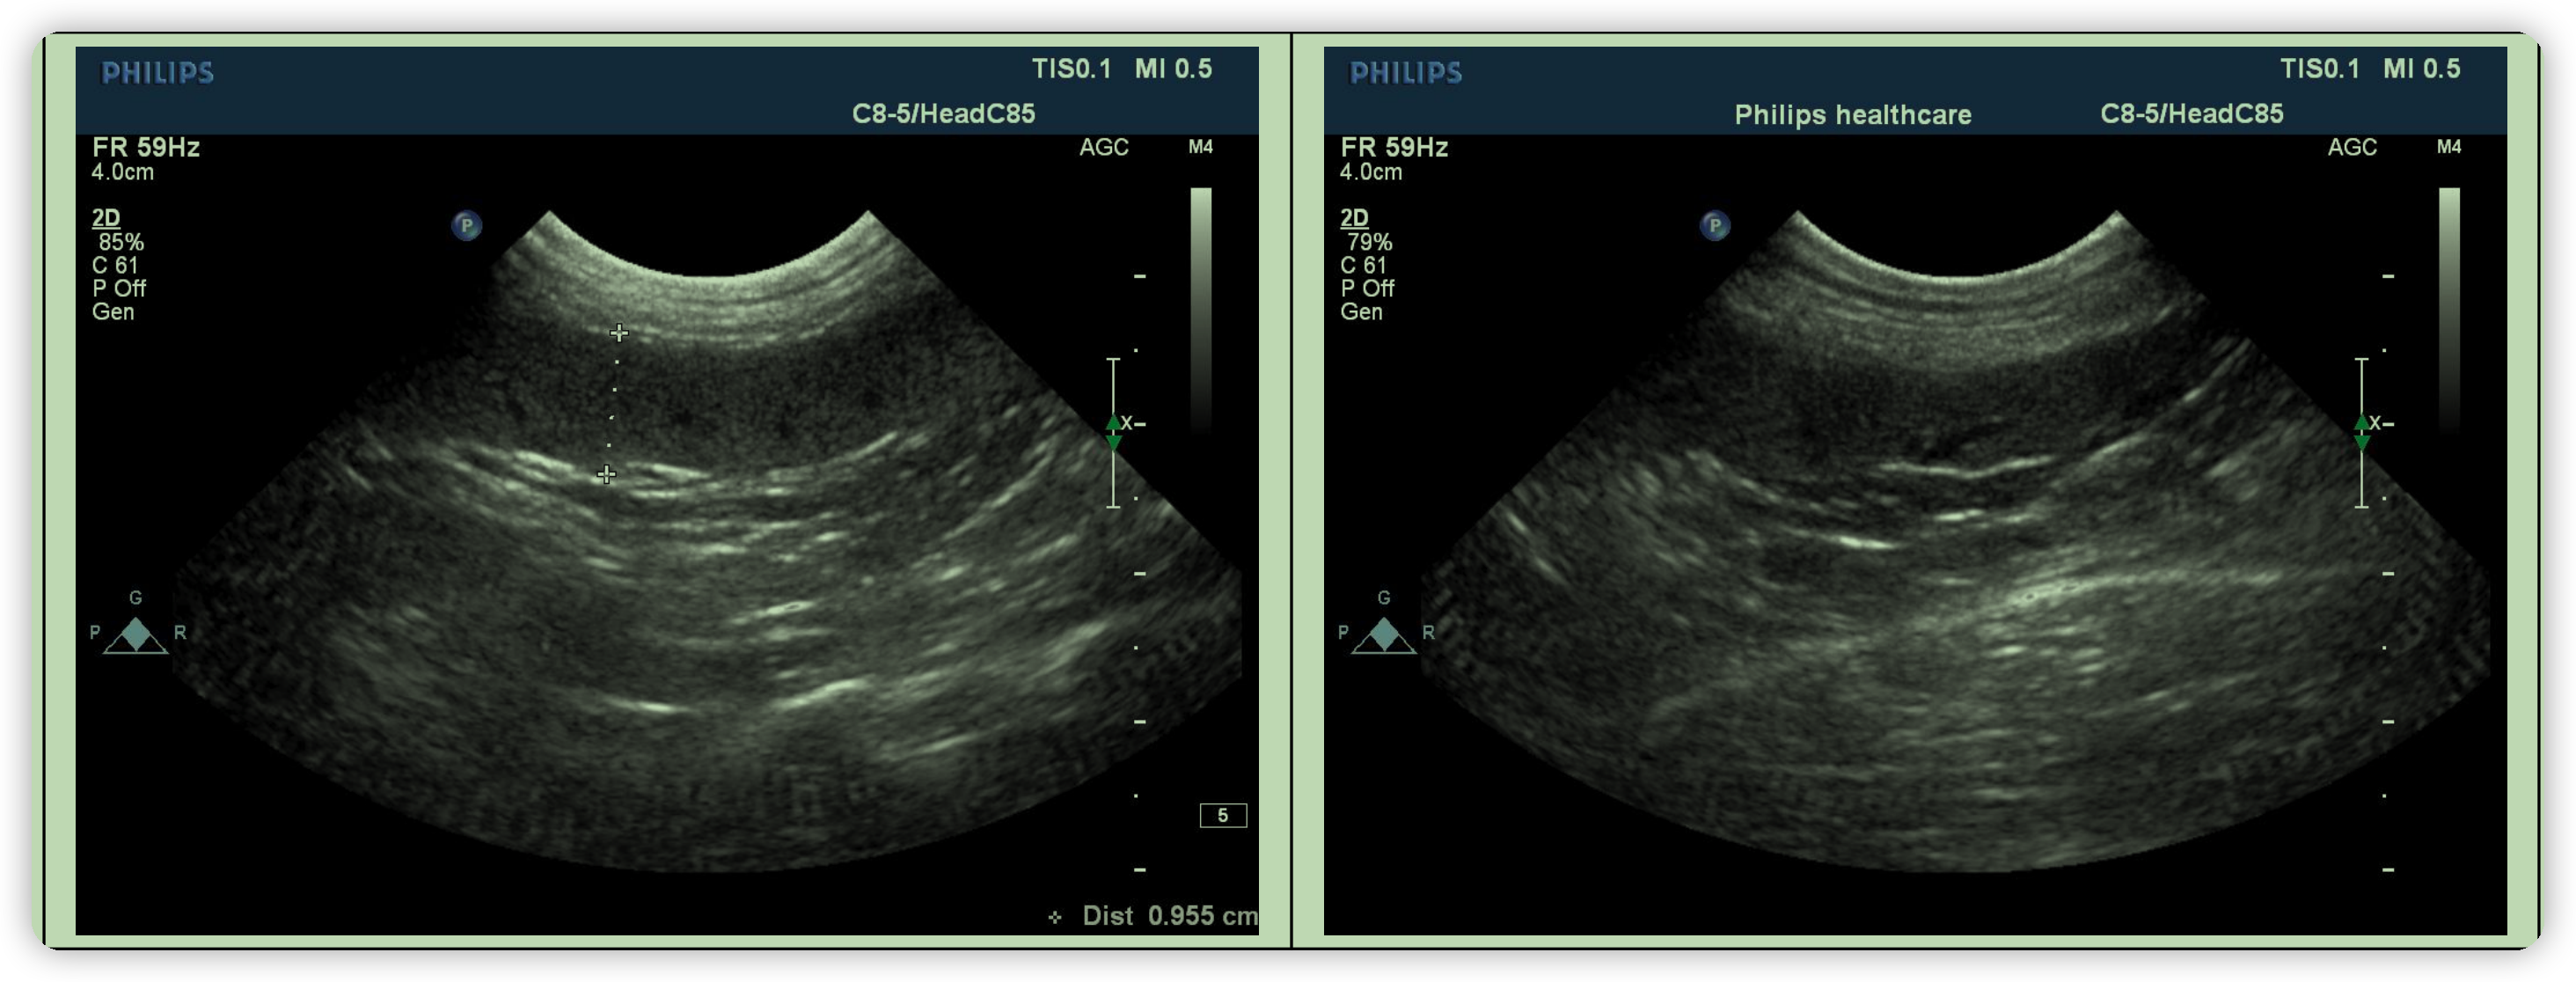 PHILIPS
TIS0.1 MI 0.5
C8-5/HeadC85
FR 59Hz
4.0cm
AGC
M4
2D
85%
C 61
P Off
Gen
P
X
G
P R
5
Dist 0.955 cm
PHILIPS
TIS0.1 MI 0.5
Philips healthcare C8-5/HeadC85
FR 59Hz
4.0cm
AGC
M4
2D
79%
C 61
P Off
Gen
P
X
G
P R